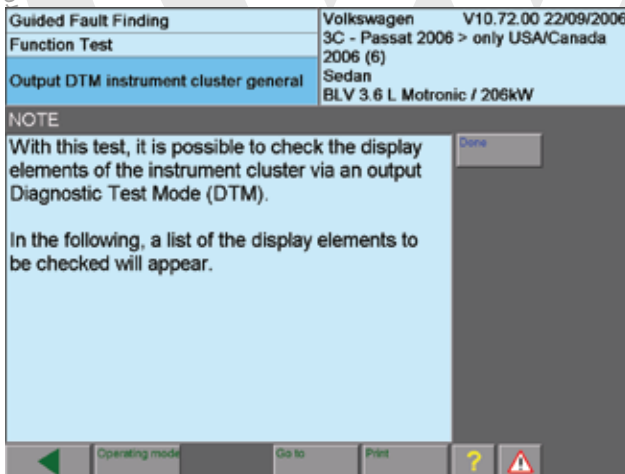 Guided Fault Finding
Function Test
Output DTM instrument cluster general
Volkswagen V10.72.00 22/09/2006
3C - Passat 2006 > only USA/Canada
2006 (6)
Sedan
BLV 3.6 L Motronic / 206kW
NOTE
With this test, it is possible to check the display
elements of the instrument cluster via an output
Diagnostic Test Mode (DTM).
In the following, a list of the display elements to
be checked will appear.
Done
Operating mode
Go to
Print
?